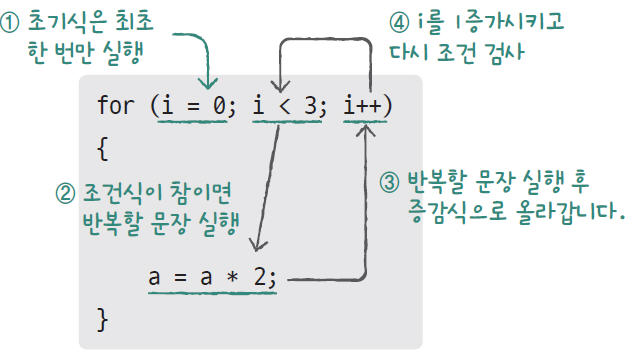 ① 초기식은 최초
한 번만 실행
④ i를 1증가시키고
다시 조건 검사
for (i = 0; i < 3; i++)
{
② 조건식이 참이면
반복할 문장 실행
③ 반복할 문장 실행 후
증감식으로 올라갑니다.
a = a * 2;
}